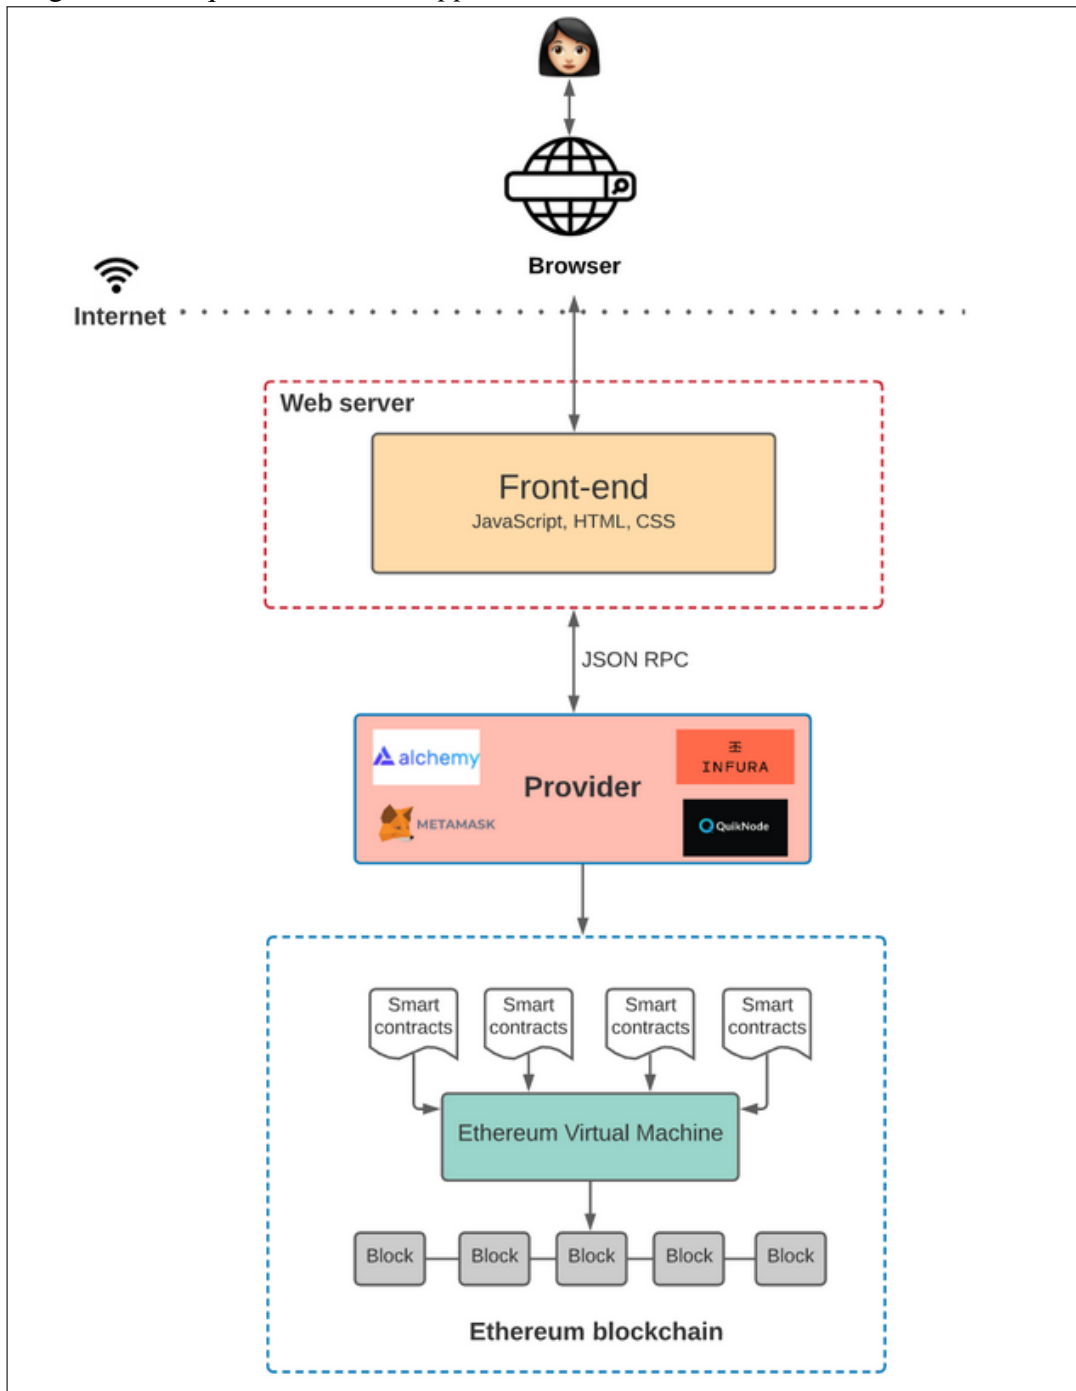 Browser
Internet
Web server
Front-end
JavaScript, HTML, CSS
JSON RPC
alchemy
INFURA
Provider
METAMASK
QuikNode
Smart
contracts
Smart
contracts
Smart
contracts
Smart
contracts
Ethereum Virtual Machine
Block
Block
Block
Block
Block
Ethereum blockchain